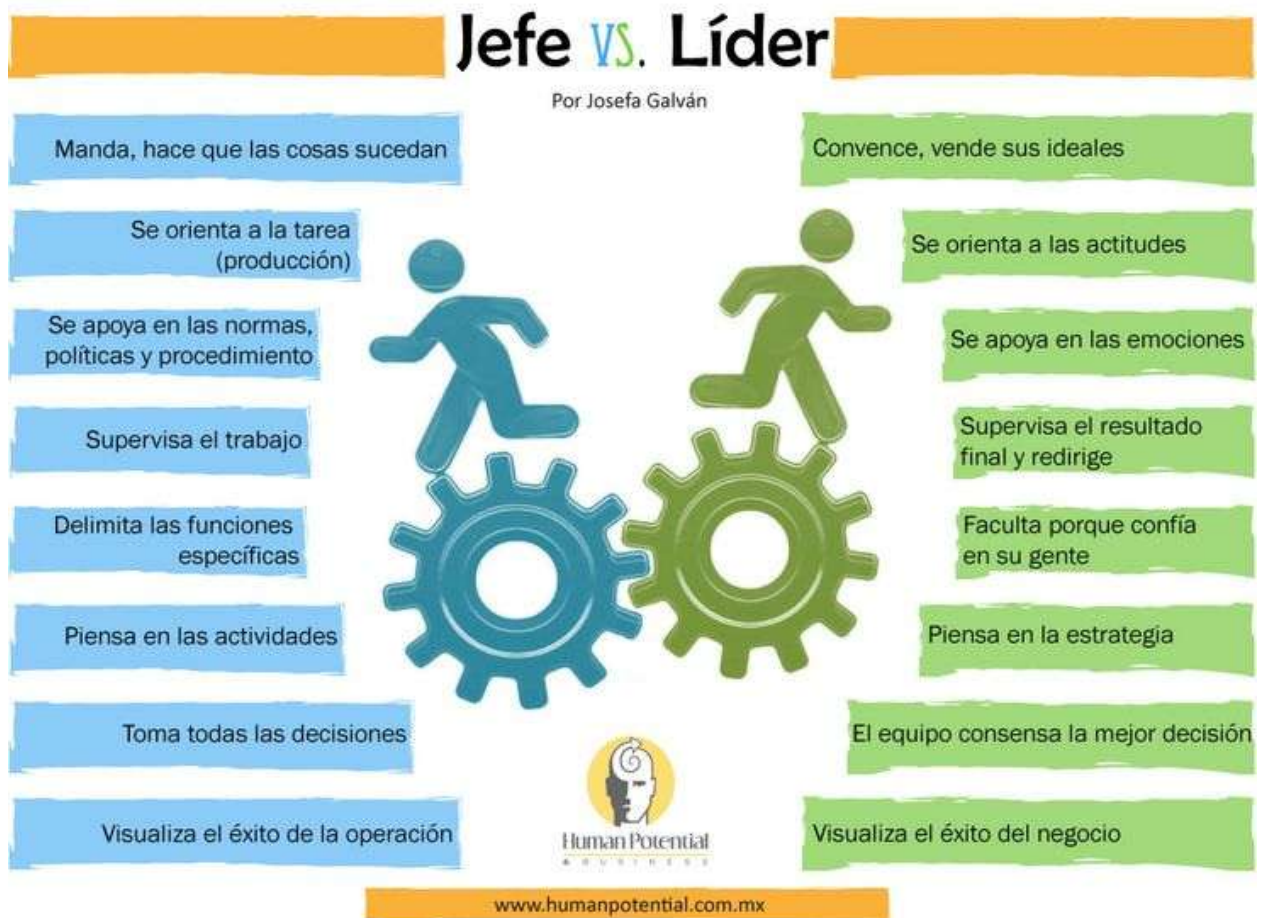 Jefe vs. Líder
Por Josefa Galván
Manda, hace que las cosas sucedan
Se orienta a la tarea
(producción)
Se apoya en las normas,
políticas y procedimiento
Supervisa el trabajo
Delimita las funciones
específicas
Piensa en las actividades
Toma todas las decisiones
Visualiza el éxito de la operación
Convence, vende sus ideales
Se orienta a las actitudes
Se apoya en las emociones
Supervisa el resultado
final y redirige
Faculta porque confía
en su gente
Piensa en la estrategia
El equipo consensa la mejor decisión
Visualiza el éxito del negocio
Human Potential
& BUSINESS
www.humanpotential.com.mx